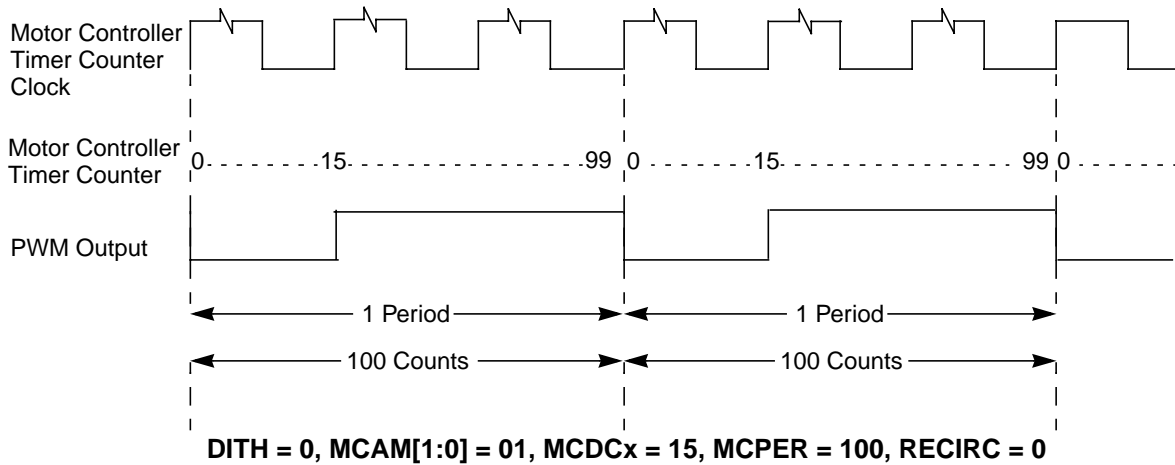 Motor Controller
Timer Counter
Clock
Motor Controller
Timer Counter
0 15 99 0 15 99 0
PWM Output
1 Period 1 Period
100 Counts 100 Counts
DITH = 0, MCAM[1:0] = 01, MCDCx = 15, MCPER = 100, RECIRC = 0